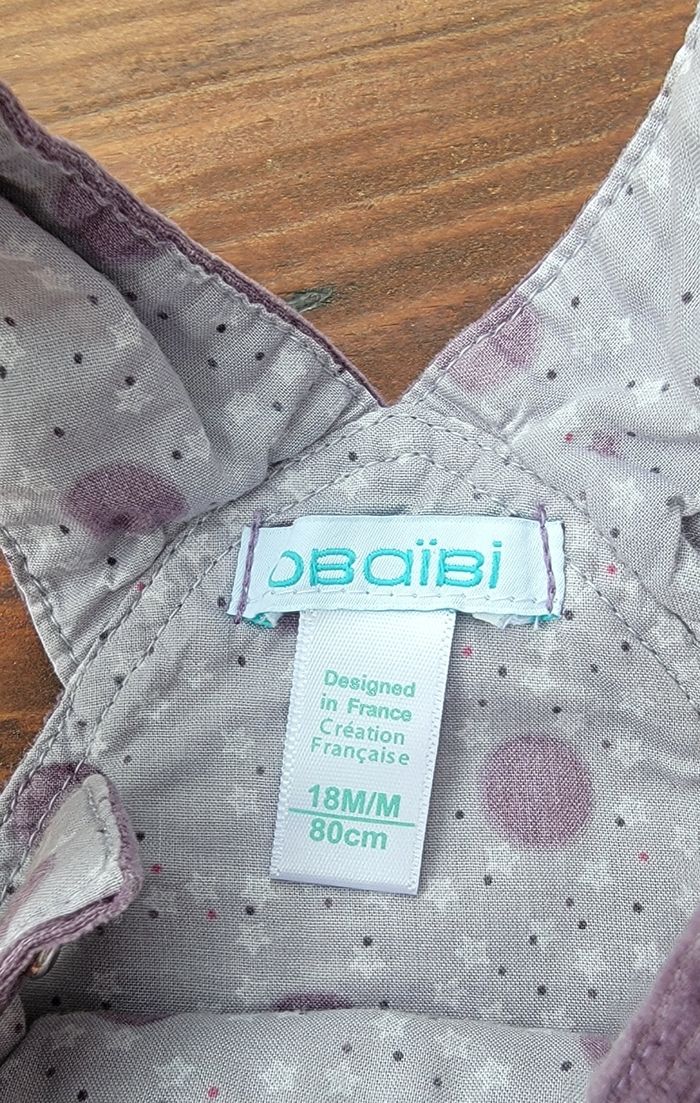 OBaïBi
Designed
in France
Création
Française
18M/M
80cm